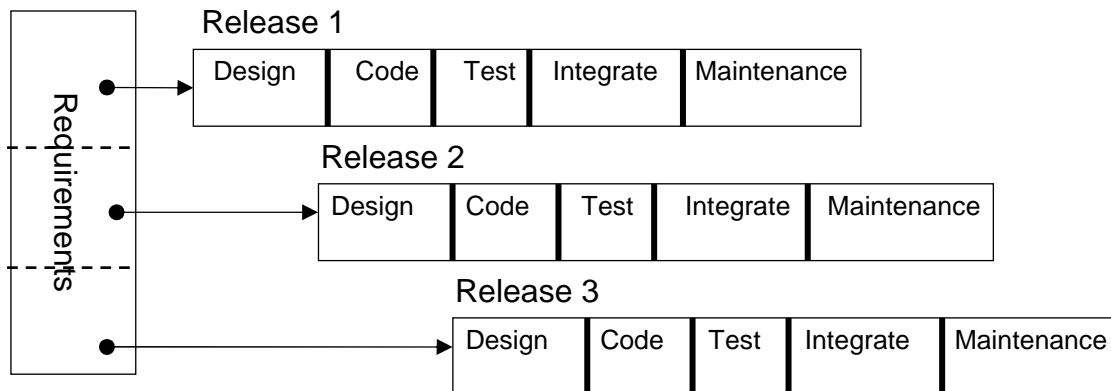 Requirements
Release 1
Design Code Test Integrate Maintenance
Release 2
Design Code Test Integrate Maintenance
Release 3
Design Code Test Integrate Maintenance